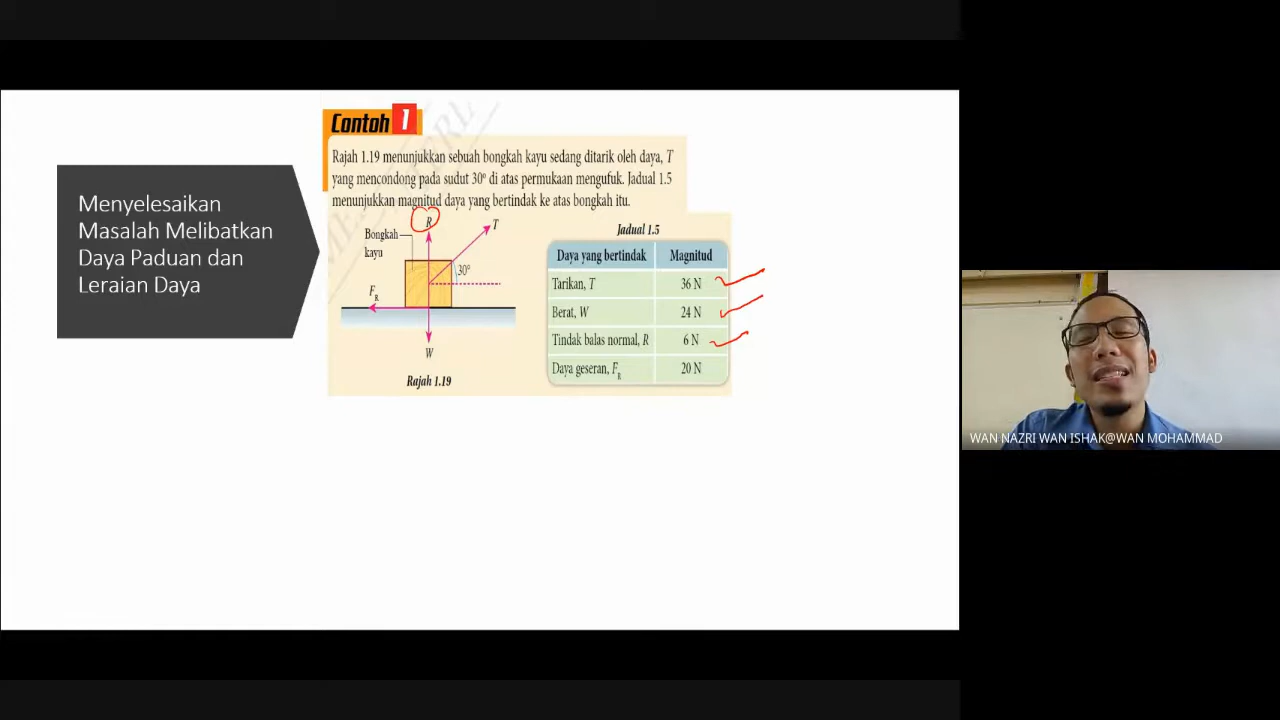 Menyelesaikan
Masalah Melibatkan
Daya Paduan dan
Leraian Daya
Contoh 1
Rajah 1.19 menunjukkan sebuah bongkah kayu sedang ditarik oleh daya, T
yang mencondong pada sudut 30° di atas permukaan mengufuk. Jadual 1.5
menunjukkan magnitud daya yang bertindak ke atas bongkah itu.
R
T
Bongkah
kayu
30°
F_R
W
Rajah 1.19
Jadual 1.5
Daya yang bertindak Magnitud
Tarikan, T 36 N
Berat, W 24 N
Tindak balas normal, R 6 N
Daya geseran, F_R 20 N
WAN NAZRI WAN ISHAK@WAN MOHAMMAD